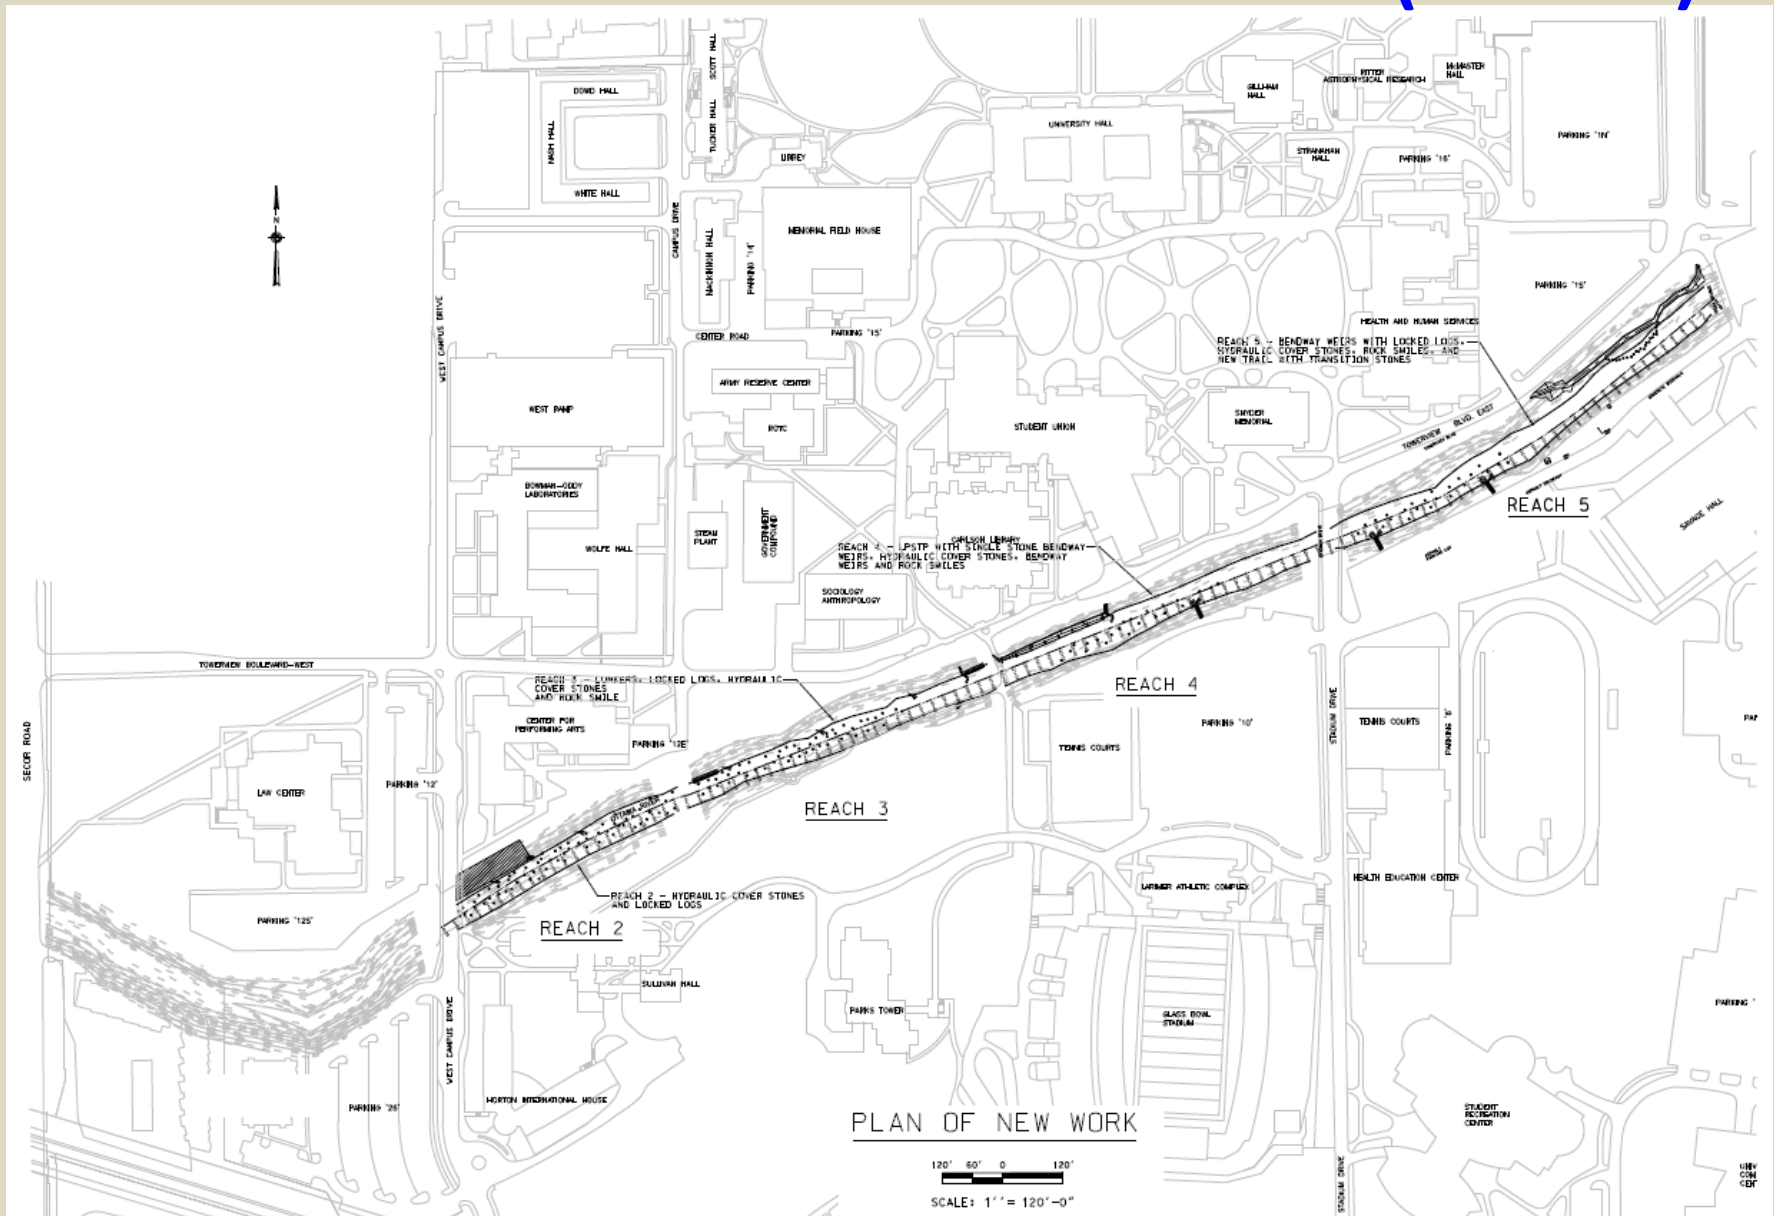 SCOTT HALL
DOWD HALL
NASH HALL
TUCKER HALL
WHITE HALL
LIBBEY
UNIVERSITY HALL
GILLHAM
HALL
RITTER
ASTROPHYSICAL RESEARCH
McMASTER
HALL
STRANAHAN
HALL
PARKING "16"
PARKING "1N"
N
CAMPUS DRIVE
MACKINNON HALL
PARKING "14"
MEMORIAL FIELD HOUSE
PARKING "1S"
WEST CAMPUS DRIVE
CENTER ROAD
PARKING "15"
HEALTH AND HUMAN SERVICES
REACH 5 - BENDWAY WEIRS WITH LOCKED LOGS,
HYDRAULIC COVER STONES, ROCK SMILES, AND
NEW TRAIL WITH TRANSITION STONES
ARMY RESERVE CENTER
WEST RAMP
ROTC
STUDENT UNION
SNYDER
MEMORIAL
TOWERVIEW BLVD. EAST
BOWMAN-ODDY
LABORATORIES
REACH 5
SAVAGE HALL
STEAM
PLANT
GOVERNMENT
COMPOUND
WOLFE HALL
CARLSON LIBRARY
REACH 4 - LPSTP WITH SINGLE STONE BENDWAY
WEIRS, HYDRAULIC COVER STONES, BENDWAY
WEIRS AND ROCK SMILES
SOCIOLOGY
ANTHROPOLOGY
TOWERVIEW BOULEVARD-WEST
REACH 3 - LUNKERS, LOCKED LOGS, HYDRAULIC
COVER STONES
AND ROCK SMILE
REACH 4
SECOR ROAD
CENTER FOR
PERFORMING ARTS
PARKING "12E"
TENNIS COURTS
PARKING "10"
STADIUM DRIVE
TENNIS COURTS
LAW CENTER
PARKING "12"
OTTAWA RIVER
REACH 3
HEALTH EDUCATION CENTER
LARIMER ATHLETIC COMPLEX
REACH 2 - HYDRAULIC COVER STONES
AND LOCKED LOGS
PARKING "12S"
REACH 2
SULLIVAN HALL
WEST CAMPUS DRIVE
PARKS TOWER
GLASS BOWL
STADIUM
PARKING "
HORTON INTERNATIONAL HOUSE
PARKING "26"
STUDENT
RECREATION
CENTER
PLAN OF NEW WORK
120' 60' 0 120'
SCALE: 1''= 120'-0"
STADIUM DRIVE
UNIV
COM
CENT